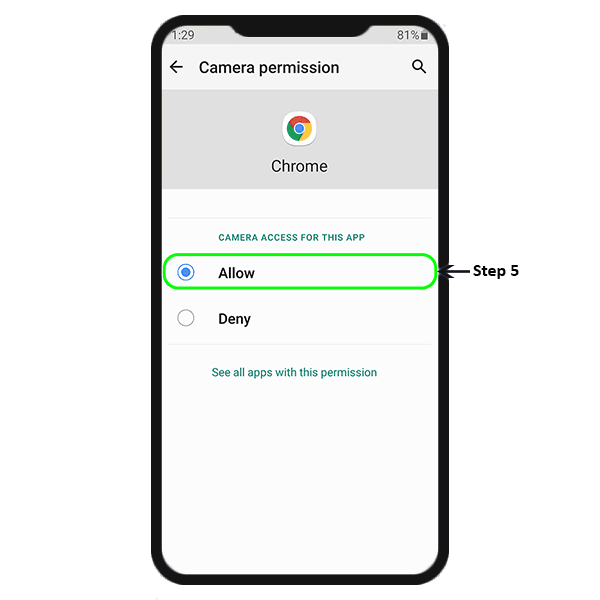 1:29 81%
Camera permission
Chrome
CAMERA ACCESS FOR THIS APP
Allow
Step 5
Deny
See all apps with this permission